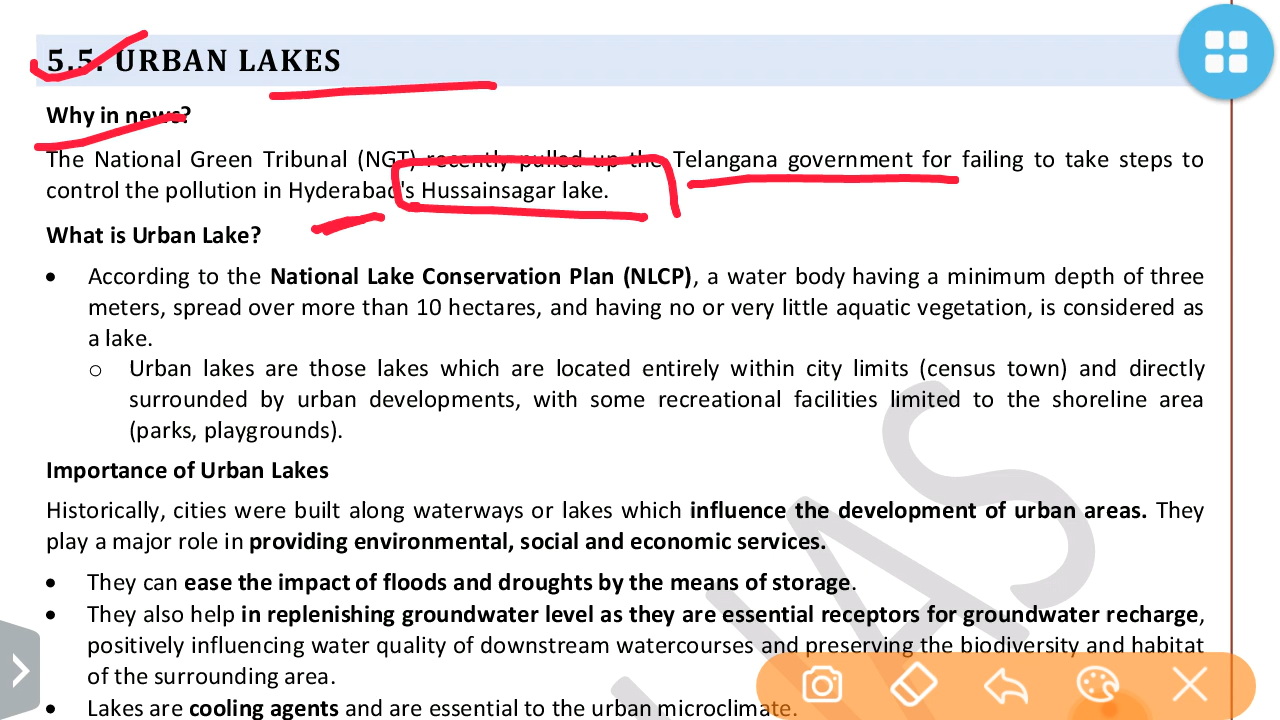 5.5. URBAN LAKES
Why in news?
The National Green Tribunal (NGT) recently pulled up the Telangana government for failing to take steps to
control the pollution in Hyderabad's Hussainsagar lake.
What is Urban Lake?
• According to the National Lake Conservation Plan (NLCP), a water body having a minimum depth of three
meters, spread over more than 10 hectares, and having no or very little aquatic vegetation, is considered as
a lake.
o Urban lakes are those lakes which are located entirely within city limits (census town) and directly
surrounded by urban developments, with some recreational facilities limited to the shoreline area
(parks, playgrounds).
Importance of Urban Lakes
Historically, cities were built along waterways or lakes which influence the development of urban areas. They
play a major role in providing environmental, social and economic services.
• They can ease the impact of floods and droughts by the means of storage.
• They also help in replenishing groundwater level as they are essential receptors for groundwater recharge,
positively influencing water quality of downstream watercourses and preserving the biodiversity and habitat
of the surrounding area.
• Lakes are cooling agents and are essential to the urban microclimate.
IAS